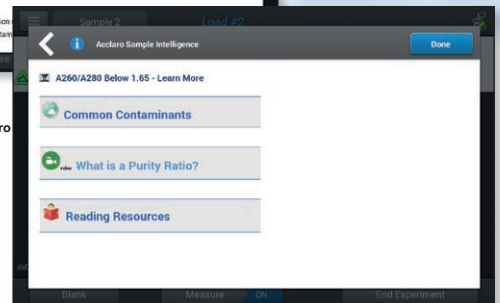 Sample 2
Load #2
Acclaro Sample Intelligence
Done
A260/A280 Below 1.65 - Learn More
Common Contaminants
video
What is a Purity Ratio?
Reading Resources
Blank
Measure
ON
End Experiment